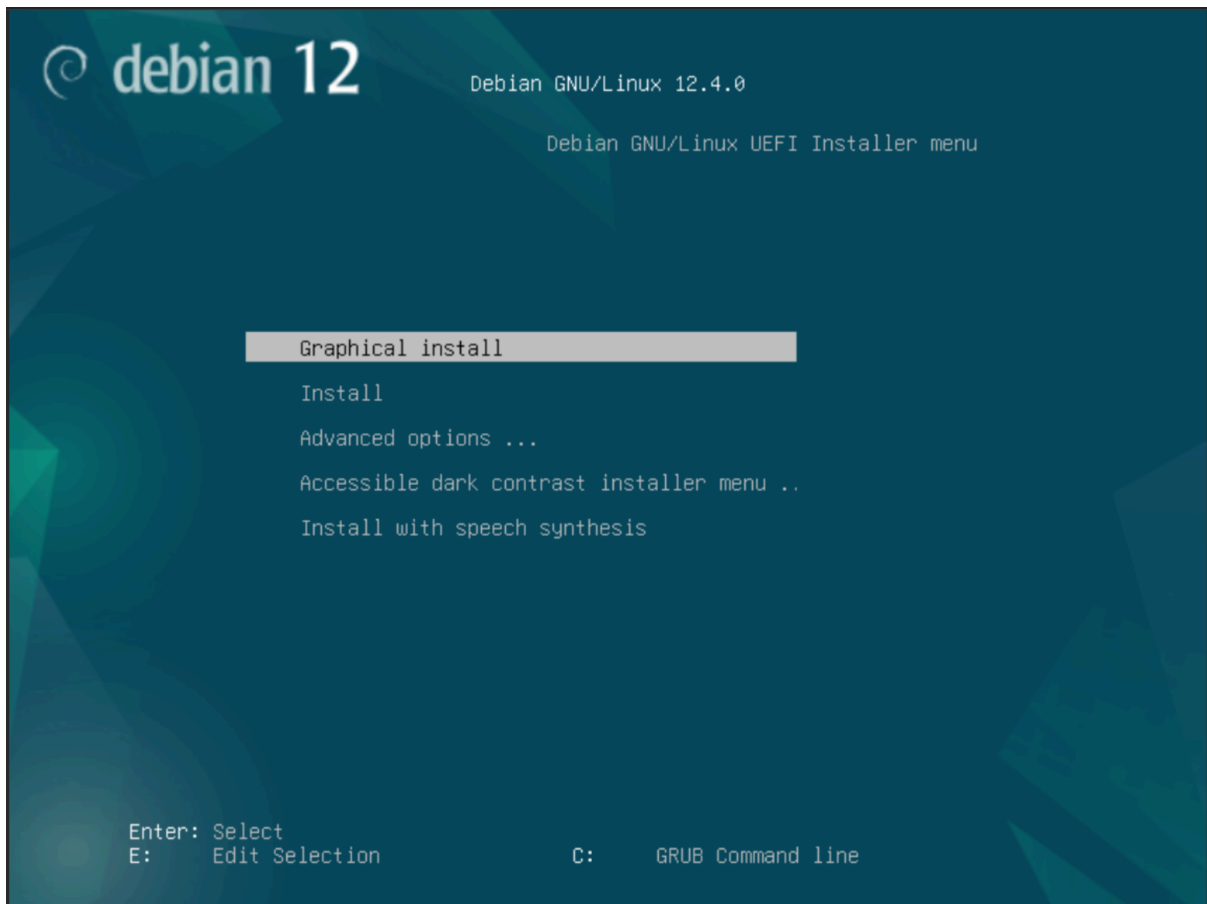 debian 12
Debian GNU/Linux 12.4.0
Debian GNU/Linux UEFI Installer menu
Graphical install
Install
Advanced options ...
Accessible dark contrast installer menu ..
Install with speech synthesis
Enter: Select
E: Edit Selection C: GRUB Command line